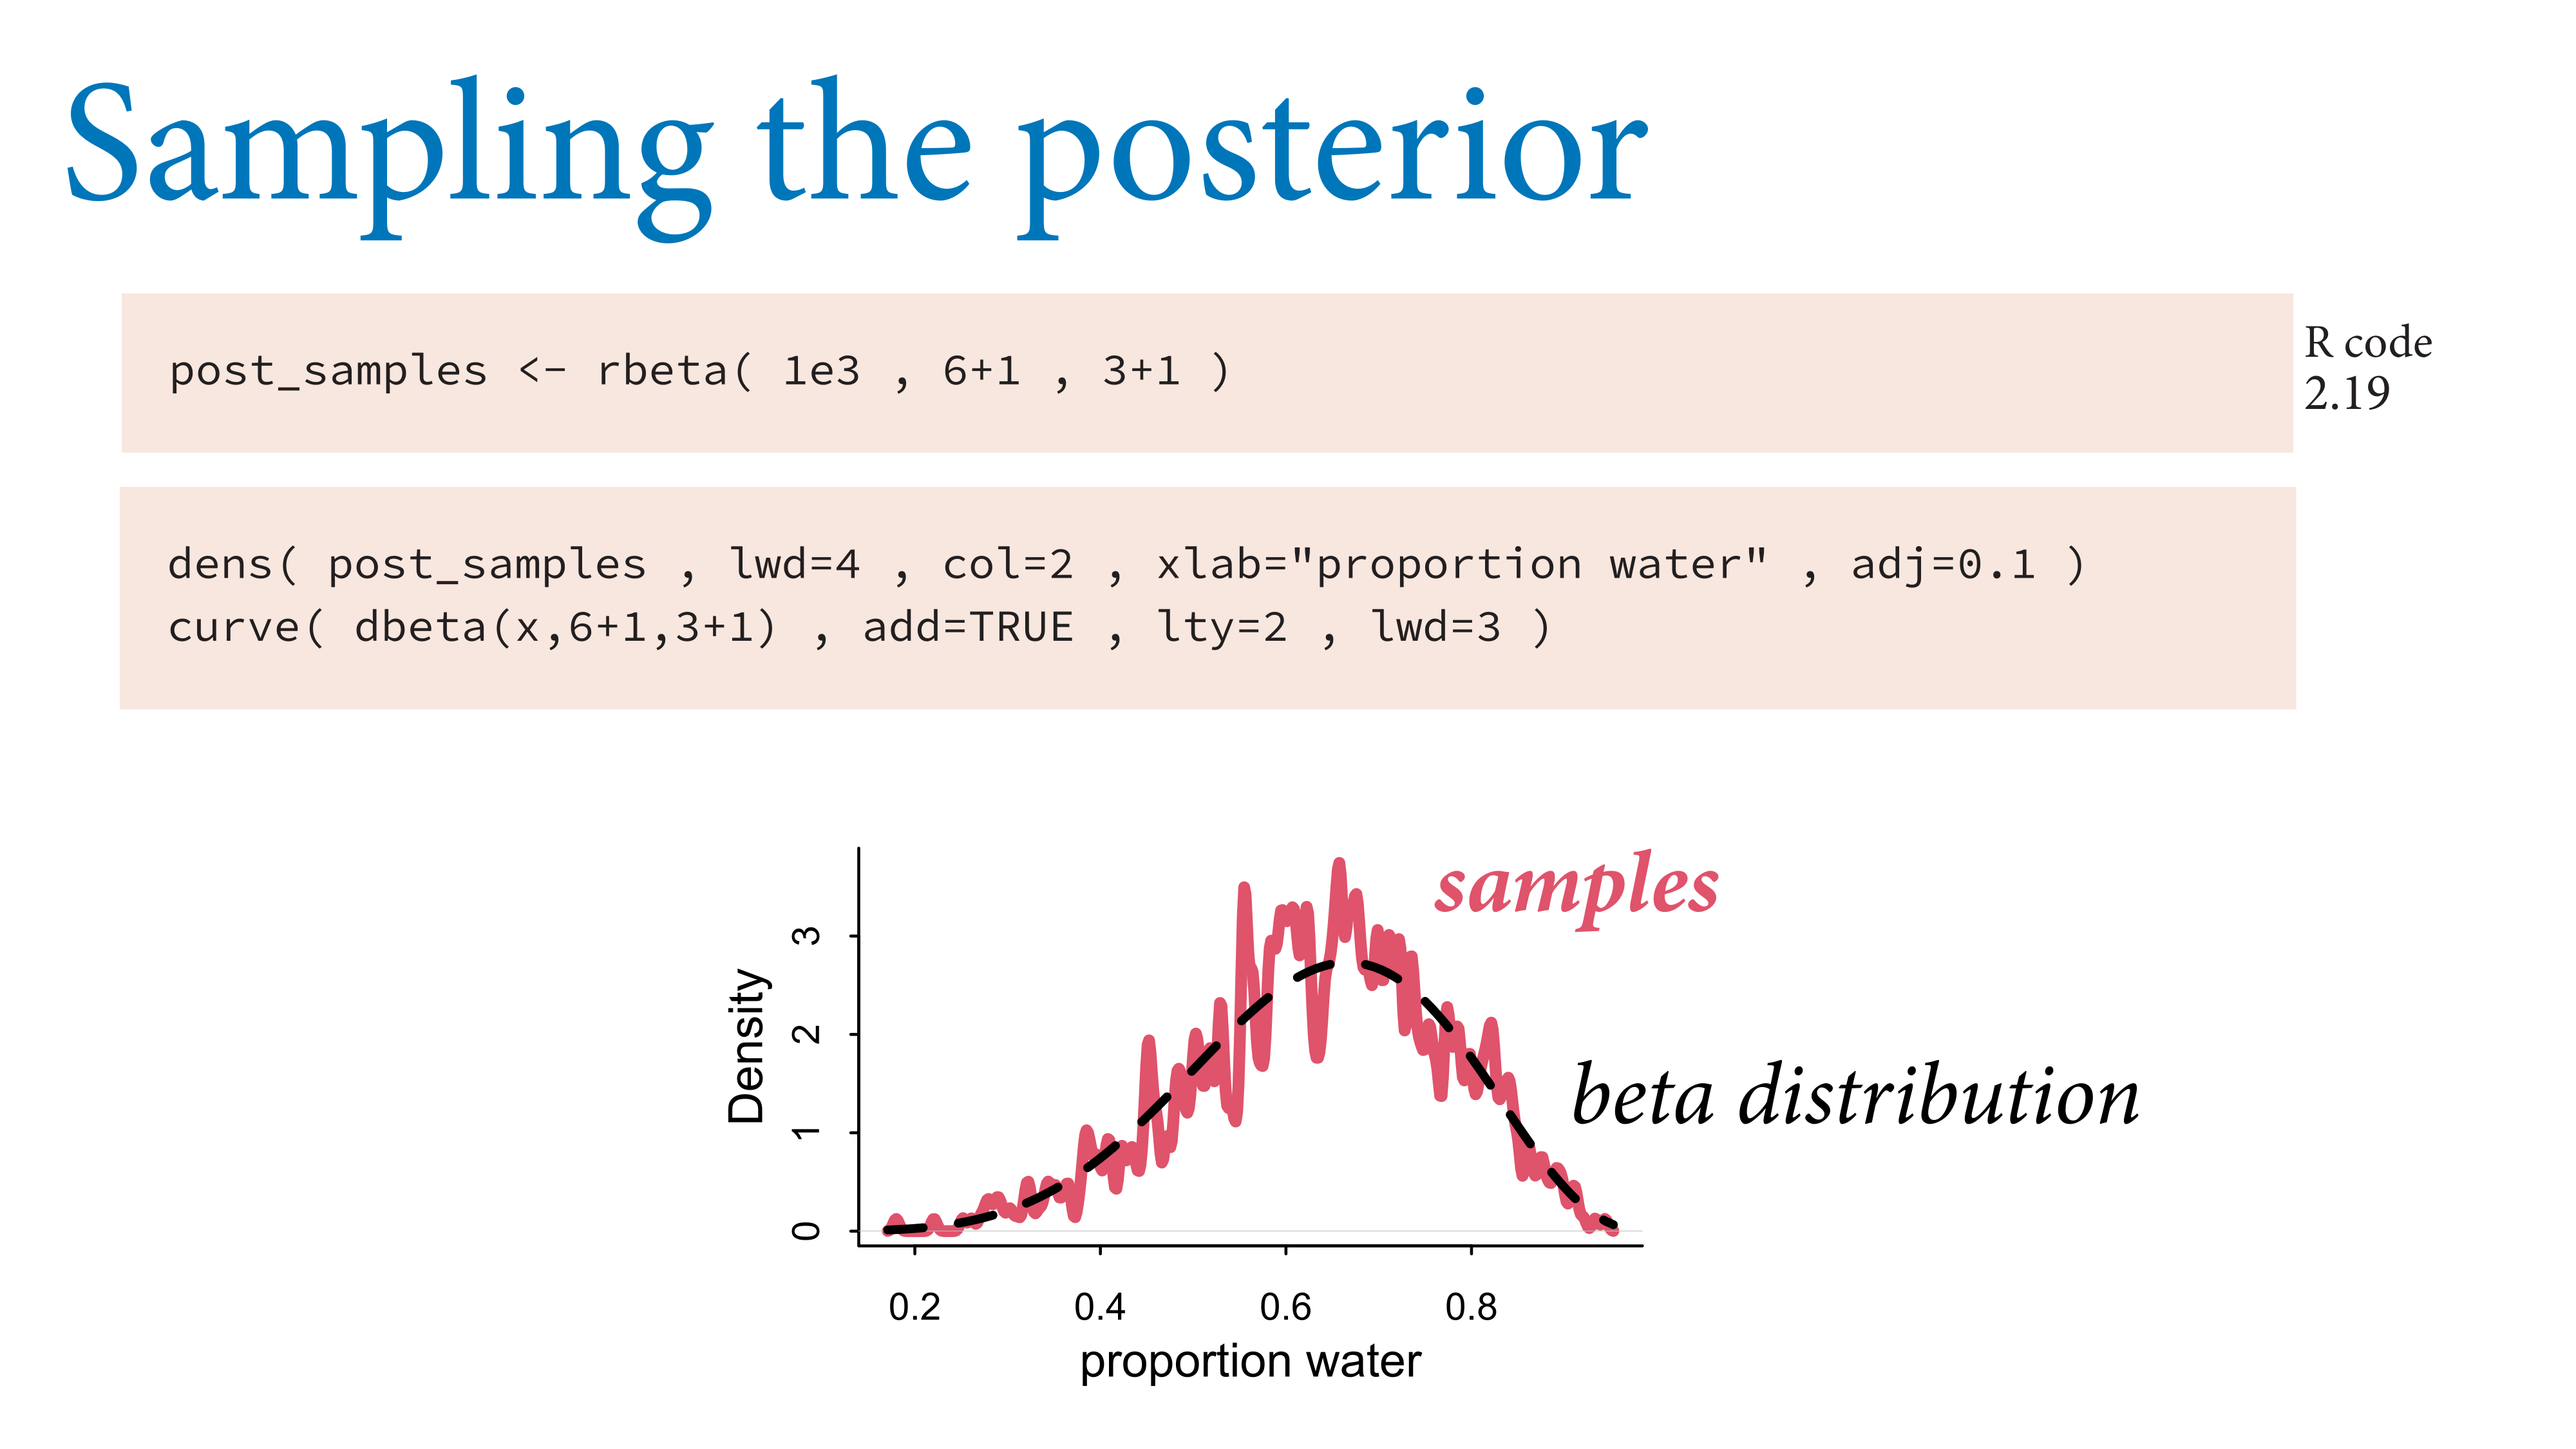 Sampling the posterior
post_samples <- rbeta( 1e3 , 6+1 , 3+1 )
R code
2.19
dens( post_samples , lwd=4 , col=2 , xlab="proportion water" , adj=0.1 )
curve( dbeta(x,6+1,3+1) , add=TRUE , lty=2 , lwd=3 )
samples
beta distribution
Density
3
2
1
0
0.2 0.4 0.6 0.8
proportion water